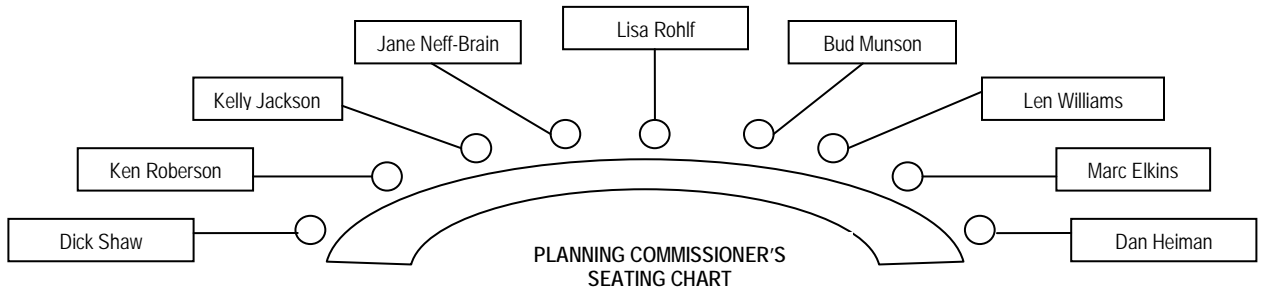 Lisa Rohlf
Jane Neff-Brain
Bud Munson
Kelly Jackson
Len Williams
Ken Roberson
Marc Elkins
Dick Shaw
Dan Heiman
PLANNING COMMISSIONER'S
SEATING CHART